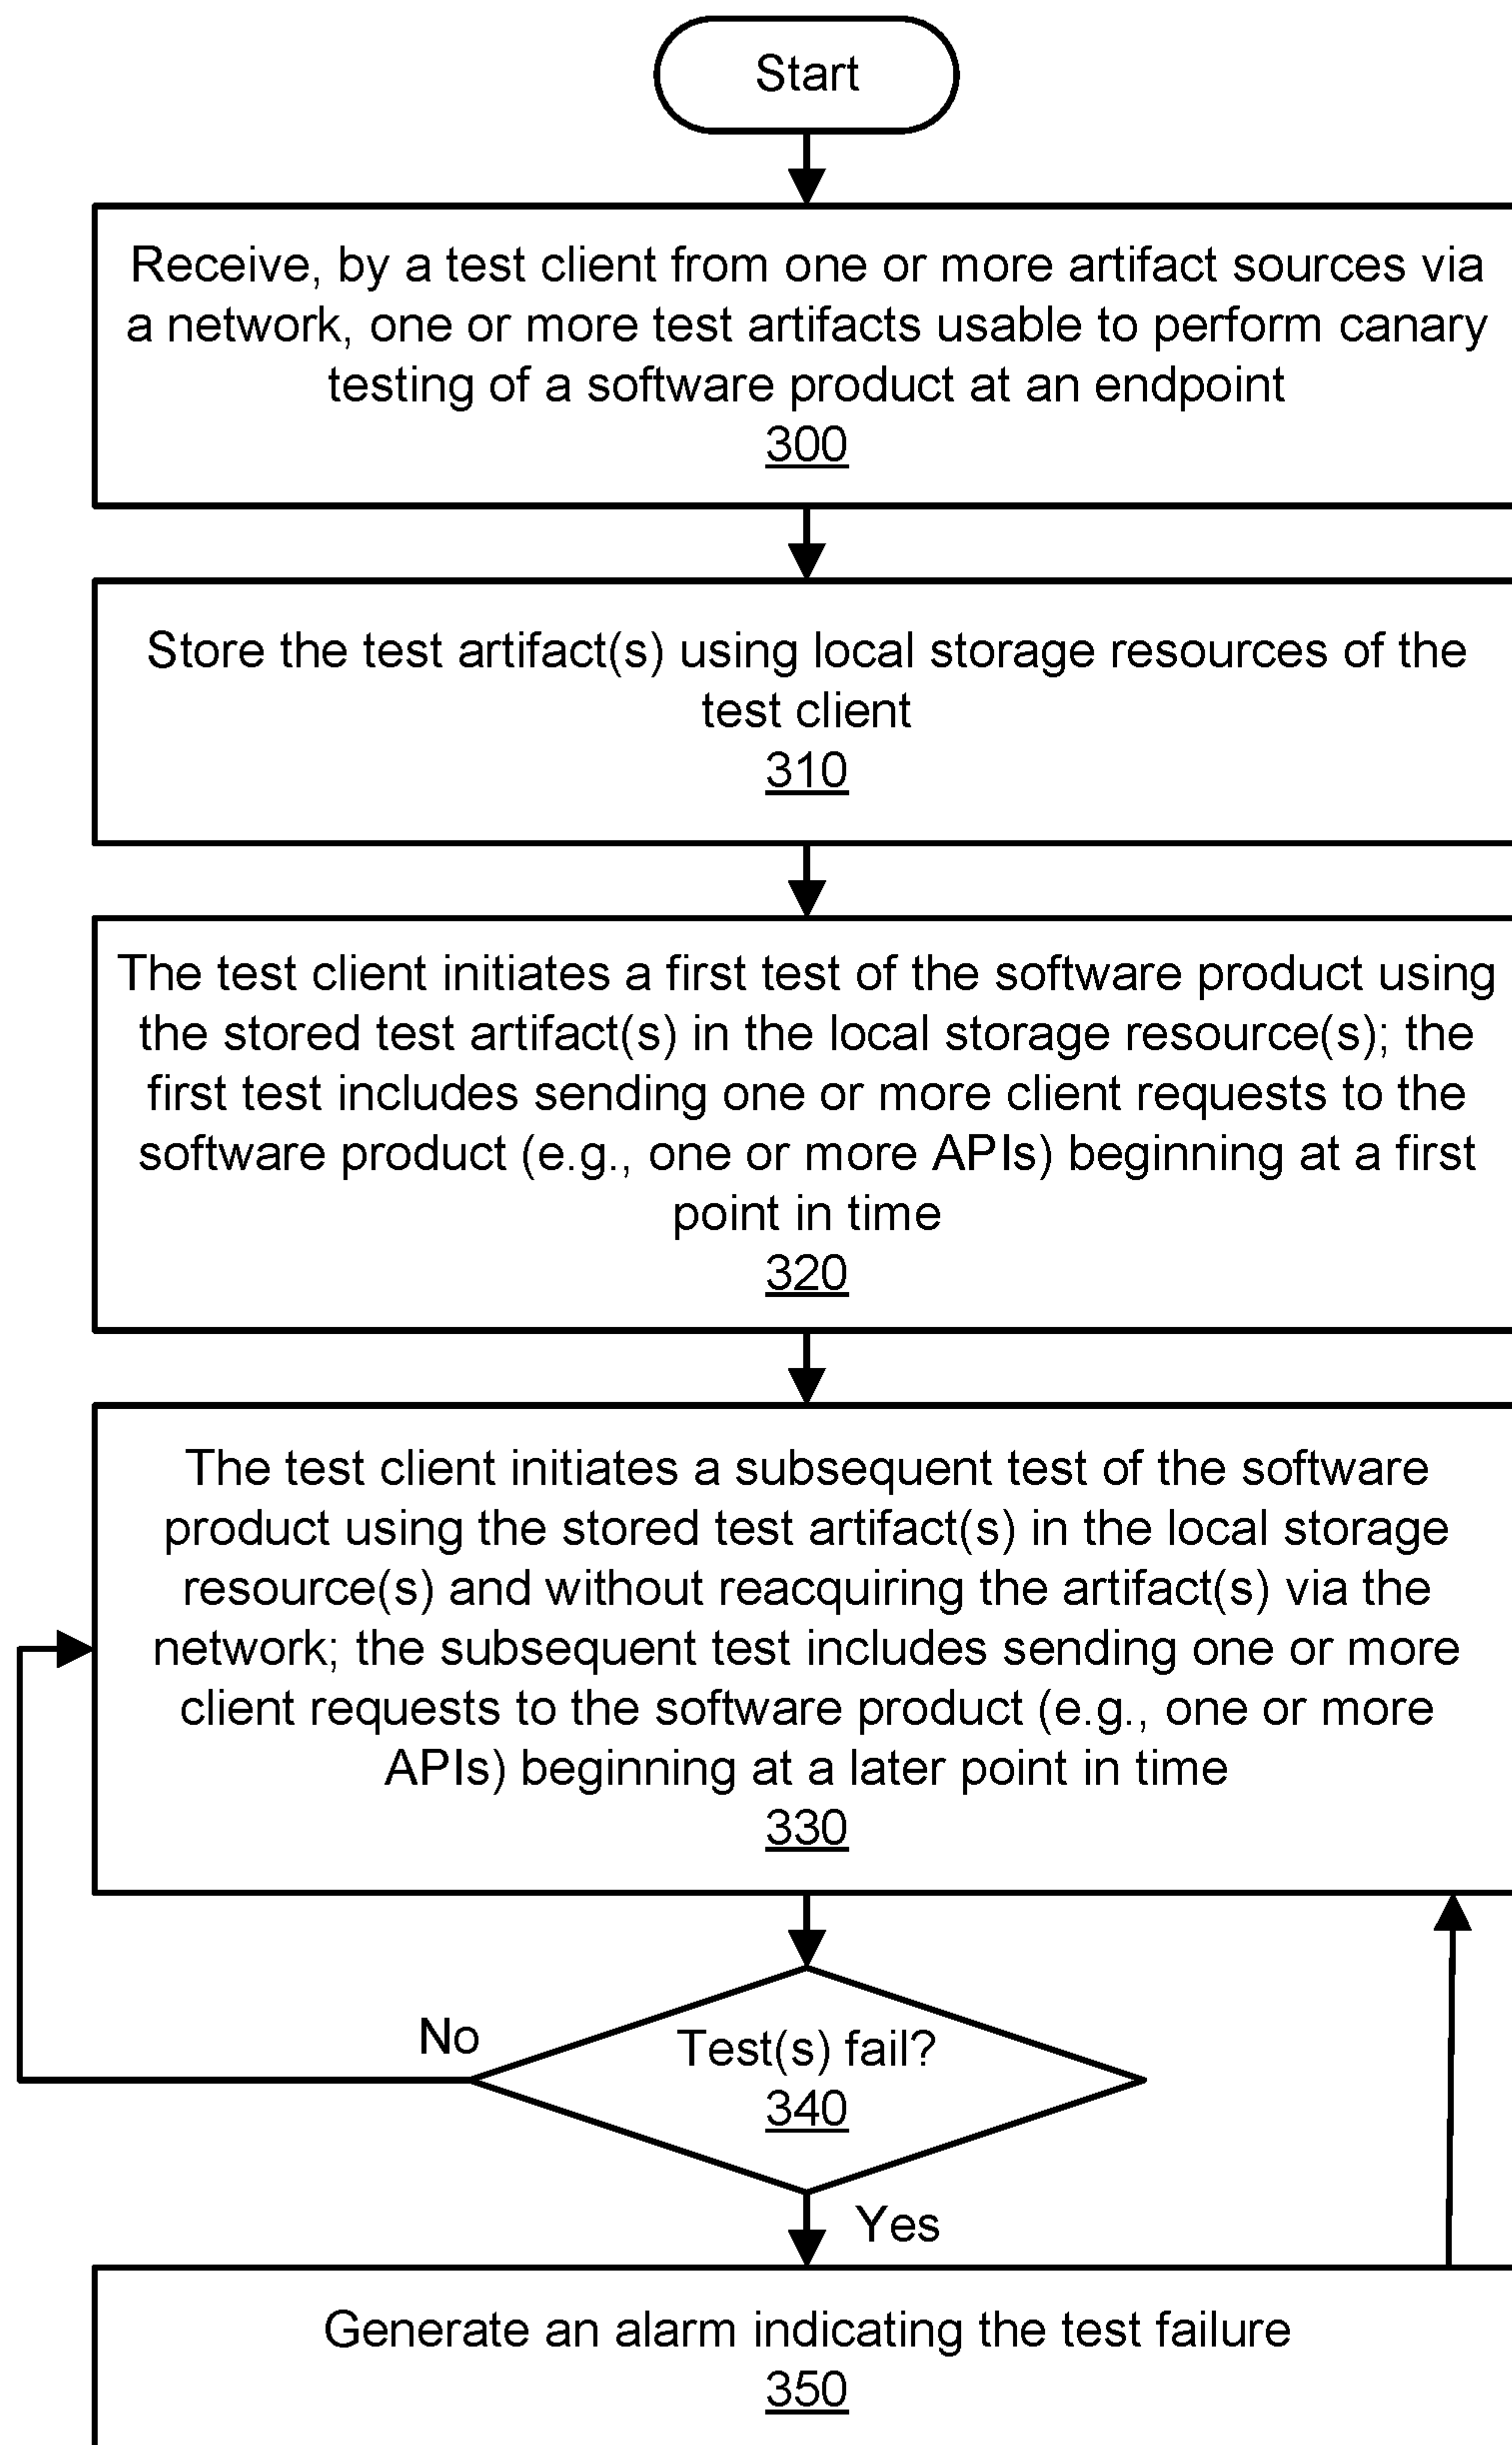 Start
Receive, by a test client from one or more artifact sources via
a network, one or more test artifacts usable to perform canary
testing of a software product at an endpoint
300
Store the test artifact(s) using local storage resources of the
test client
310
The test client initiates a first test of the software product using
the stored test artifact(s) in the local storage resource(s); the
first test includes sending one or more client requests to the
software product (e.g., one or more APIs) beginning at a first
point in time
320
The test client initiates a subsequent test of the software
product using the stored test artifact(s) in the local storage
resource(s) and without reacquiring the artifact(s) via the
network; the subsequent test includes sending one or more
client requests to the software product (e.g., one or more
APIs) beginning at a later point in time
330
No
Test(s) fail?
340
Yes
Generate an alarm indicating the test failure
350